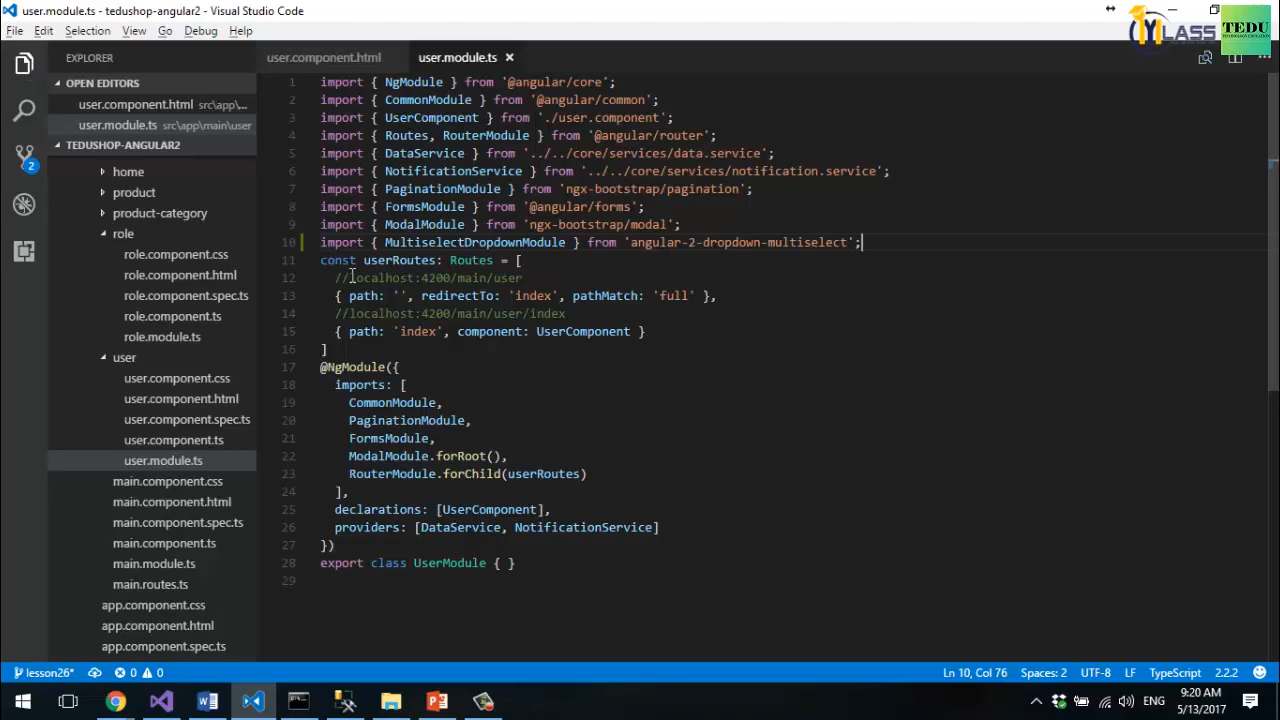 user.module.ts - tedushop-angular2 - Visual Studio Code
File Edit Selection View Go Debug Help
CLASS
TEDU
EXPLORER
OPEN EDITORS
user.component.html src\app\...
user.module.ts src\app\main\user
TEDUSHOP-ANGULAR2
home
product
product-category
role
role.component.css
role.component.html
role.component.spec.ts
role.component.ts
role.module.ts
user
user.component.css
user.component.html
user.component.spec.ts
user.component.ts
user.module.ts
main.component.css
main.component.html
main.component.spec.ts
main.component.ts
main.module.ts
main.routes.ts
app.component.css
app.component.html
app.component.spec.ts
2
user.component.html user.module.ts
1 import { NgModule } from '@angular/core';
2 import { CommonModule } from '@angular/common';
3 import { UserComponent } from './user.component';
4 import { Routes, RouterModule } from '@angular/router';
5 import { DataService } from '../../core/services/data.service';
6 import { NotificationService } from '../../core/services/notification.service';
7 import { PaginationModule } from 'ngx-bootstrap/pagination';
8 import { FormsModule } from '@angular/forms';
9 import { ModalModule } from 'ngx-bootstrap/modal';
10 import { MultiselectDropdownModule } from 'angular-2-dropdown-multiselect';
11 const userRoutes: Routes = [
12 //localhost:4200/main/user
13 { path: '', redirectTo: 'index', pathMatch: 'full' },
14 //localhost:4200/main/user/index
15 { path: 'index', component: UserComponent }
16 ]
17 @NgModule({
18 imports: [
19 CommonModule,
20 PaginationModule,
21 FormsModule,
22 ModalModule.forRoot(),
23 RouterModule.forChild(userRoutes)
24 ],
25 declarations: [UserComponent],
26 providers: [DataService, NotificationService]
27 })
28 export class UserModule { }
29
lesson26* 0 0 Ln 10, Col 76 Spaces: 2 UTF-8 LF TypeScript 2.2.2
ENG
9:20 AM
5/13/2017